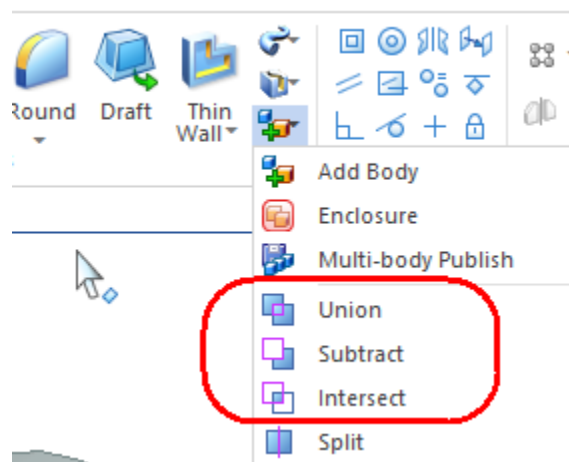 Round
Draft
Thin
Wall
Add Body
Enclosure
Multi-body Publish
Union
Subtract
Intersect
Split